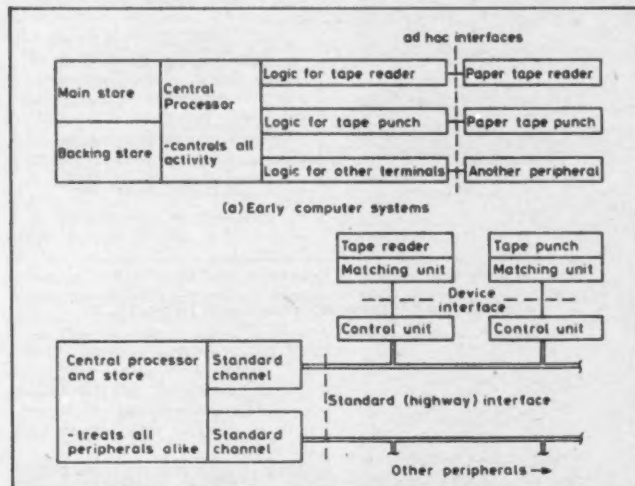 ad hoc interfaces
Main store
Central
Processor
-controls all
activity
Backing store
Logic for tape reader
Paper tape reader
Logic for tape punch
Paper tape punch
Logic for other terminals
Another peripheral
(a) Early computer systems
Tape reader
Matching unit
Tape punch
Matching unit
Device
interface
Control unit
Control unit
Central processor
and store
-treats all
peripherals alike
Standard
channel
Standard (highway) interface
Standard
channel
Other peripherals